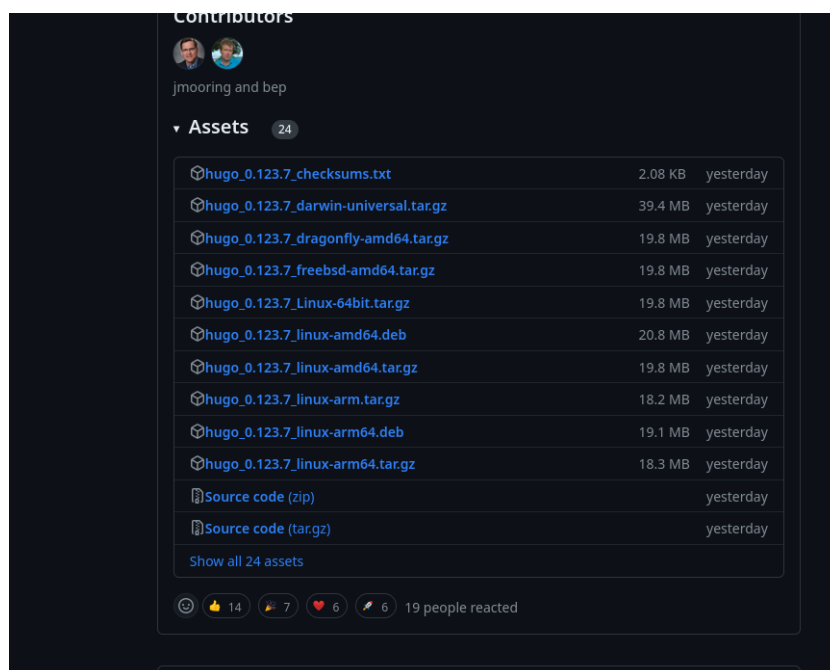 Contributors
jmooring and bep
Assets 24
hugo_0.123.7_checksums.txt 2.08 KB yesterday
hugo_0.123.7_darwin-universal.tar.gz 39.4 MB yesterday
hugo_0.123.7_dragonfly-amd64.tar.gz 19.8 MB yesterday
hugo_0.123.7_freebsd-amd64.tar.gz 19.8 MB yesterday
hugo_0.123.7_Linux-64bit.tar.gz 19.8 MB yesterday
hugo_0.123.7_linux-amd64.deb 20.8 MB yesterday
hugo_0.123.7_linux-amd64.tar.gz 19.8 MB yesterday
hugo_0.123.7_linux-arm.tar.gz 18.2 MB yesterday
hugo_0.123.7_linux-arm64.deb 19.1 MB yesterday
hugo_0.123.7_linux-arm64.tar.gz 18.3 MB yesterday
Source code (zip) yesterday
Source code (tar.gz) yesterday
Show all 24 assets
14 7 6 6 19 people reacted